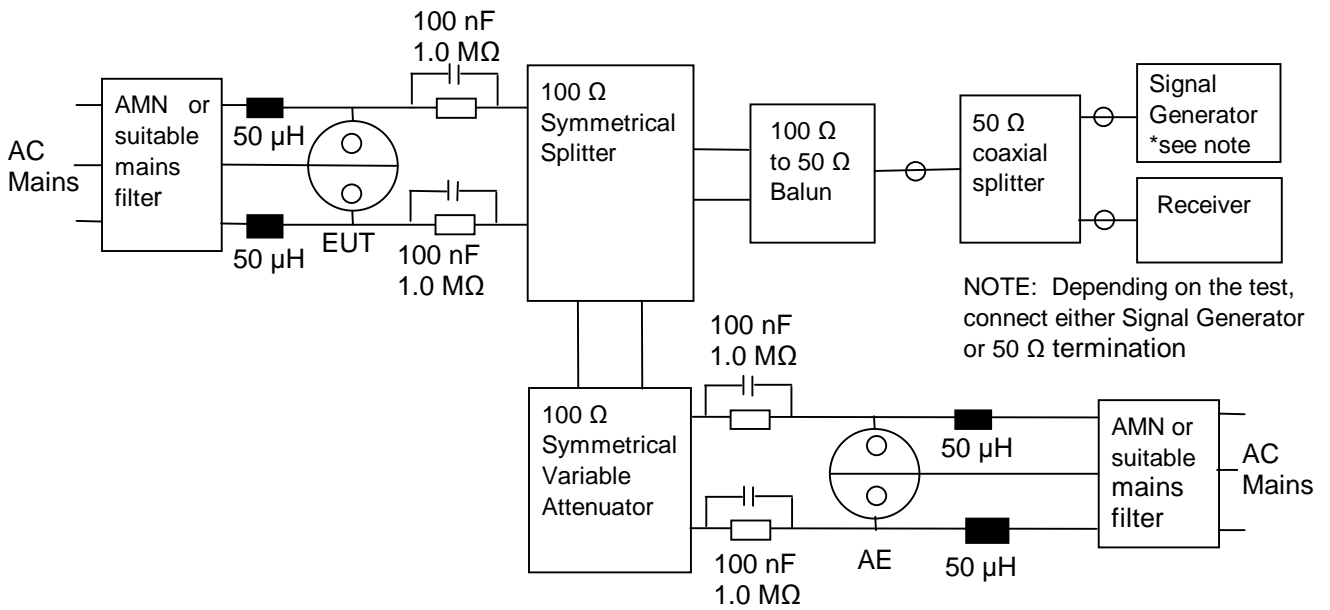 100 nF
1.0 MΩ
AMN or
suitable
mains
filter
AC
Mains
50 µH
50 µH
EUT
100 nF
1.0 MΩ
100 Ω
Symmetrical
Splitter
100 Ω
to 50 Ω
Balun
50 Ω
coaxial
splitter
Signal
Generator
*see note
Receiver
NOTE: Depending on the test,
connect either Signal Generator
or 50 Ω termination
100 nF
1.0 MΩ
100 Ω
Symmetrical
Variable
Attenuator
50 µH
AMN or
suitable
mains
filter
AC
Mains
100 nF
1.0 MΩ
AE
50 µH